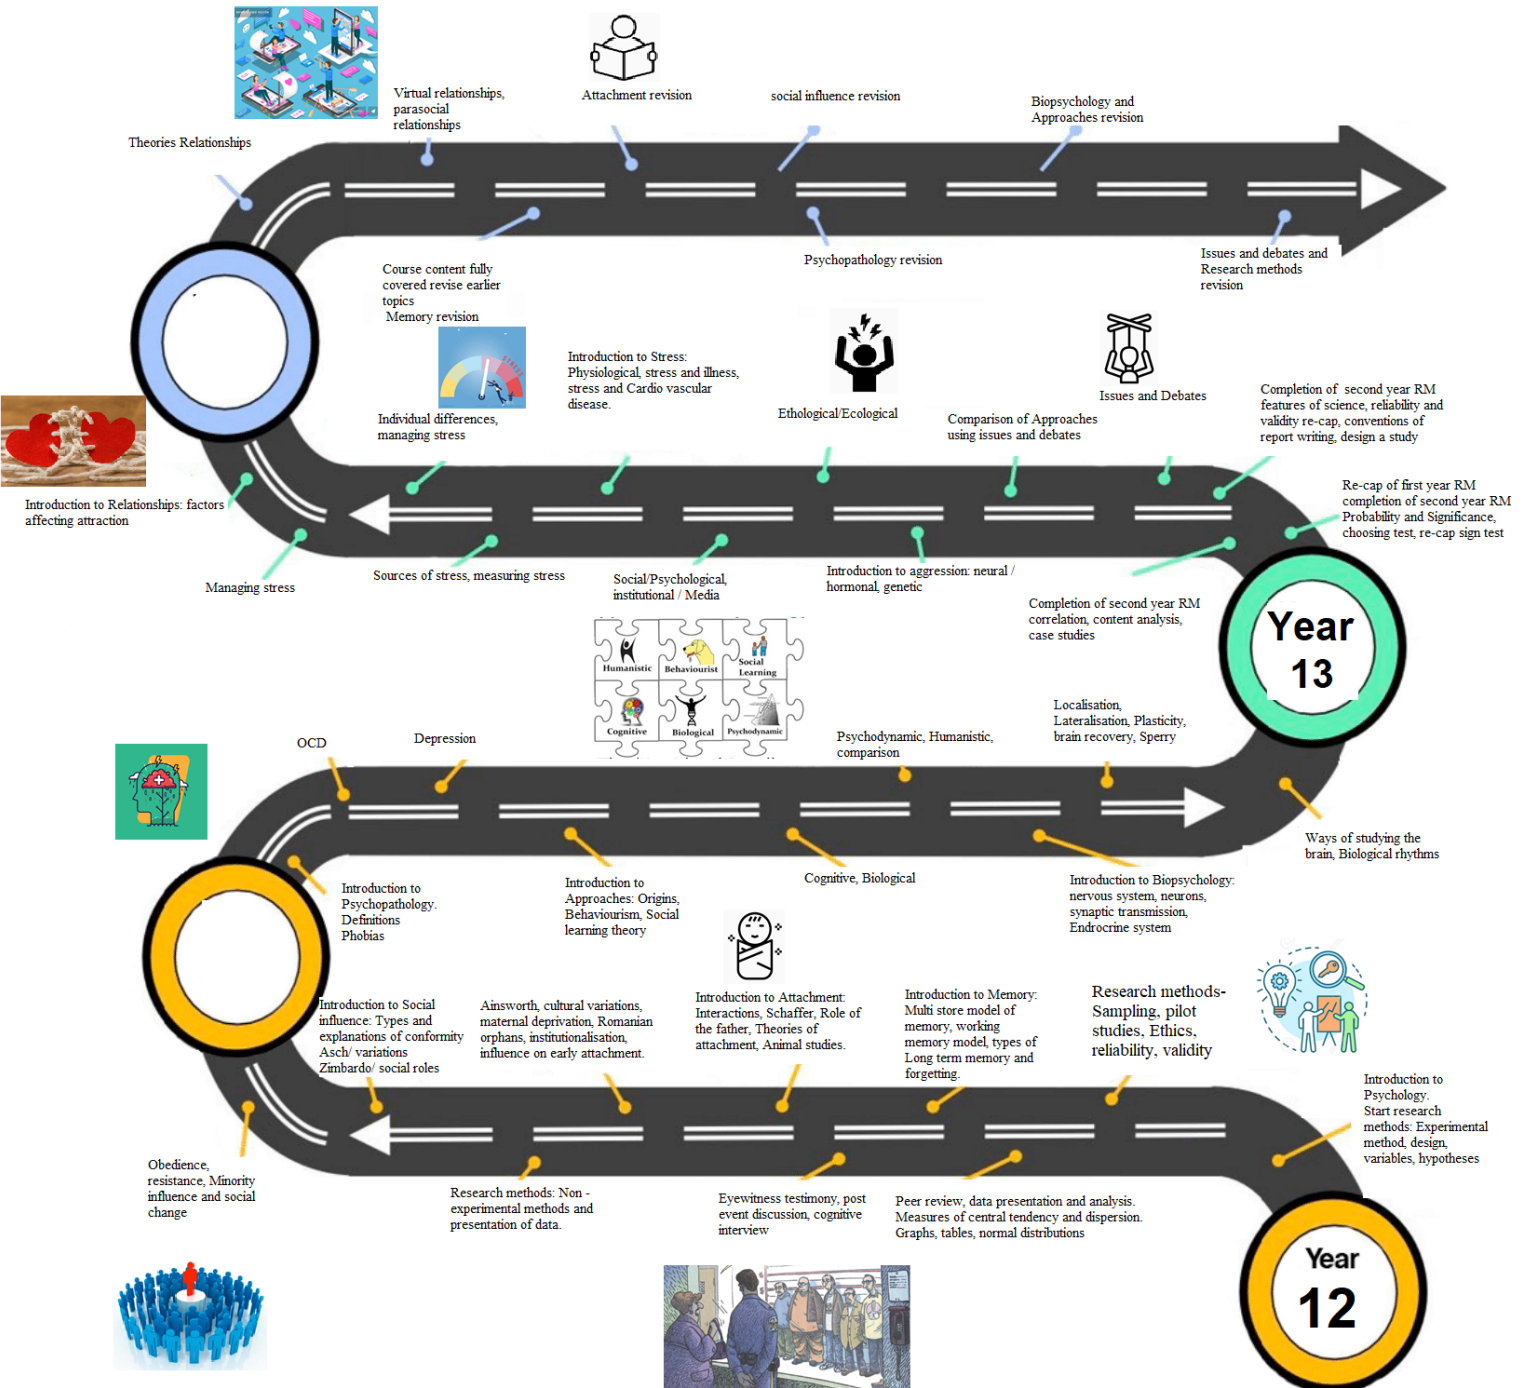 Virtual relationships,
parasocial
relationships
Attachment revision
social influence revision
Biopsychology and
Approaches revision
Theories Relationships
Course content fully
covered revise earlier
topics
Memory revision
Psychopathology revision
Issues and debates and
Research methods
revision
Individual differences,
managing stress
Introduction to Stress:
Physiological, stress and illness,
stress and Cardio vascular
disease.
Ethological/Ecological
Comparison of Approaches
using issues and debates
Issues and Debates
Completion of second year RM
features of science, reliability and
validity re-cap, conventions of
report writing, design a study
Re-cap of first year RM
completion of second year RM
Probability and Significance,
choosing test, re-cap sign test
Introduction to Relationships: factors
affecting attraction
Managing stress
Sources of stress, measuring stress
Social/Psychological,
institutional / Media
Introduction to aggression: neural /
hormonal, genetic
Completion of second year RM
correlation, content analysis,
case studies
Year
13
Humanistic
Behaviourist
Social
Learning
Cognitive
Biological
Psychodynamic
OCD
Depression
Psychodynamic, Humanistic,
comparison
Localisation,
Lateralisation, Plasticity,
brain recovery, Sperry
Ways of studying the
brain, Biological rhythms
Introduction to
Psychopathology.
Definitions
Phobias
Introduction to
Approaches: Origins,
Behaviourism, Social
learning theory
Cognitive, Biological
Introduction to Biopsychology:
nervous system, neurons,
synaptic transmission,
Endrocrine system
Introduction to Social
influence: Types and
explanations of conformity
Asch/ variations
Zimbardo/ social roles
Ainsworth, cultural variations,
maternal deprivation, Romanian
orphans, institutionalisation,
influence on early attachment.
Introduction to Attachment:
Interactions, Schaffer, Role of
the father, Theories of
attachment, Animal studies.
Introduction to Memory:
Multi store model of
memory, working
memory model, types of
Long term memory and
forgetting.
Research methods-
Sampling, pilot
studies, Ethics,
reliability, validity
Introduction to
Psychology.
Start research
methods: Experimental
method, design,
variables, hypotheses
Obedience,
resistance, Minority
influence and social
change
Research methods: Non -
experimental methods and
presentation of data.
Eyewitness testimony, post
event discussion, cognitive
interview
Peer review, data presentation and analysis.
Measures of central tendency and dispersion.
Graphs, tables, normal distributions
Year
12